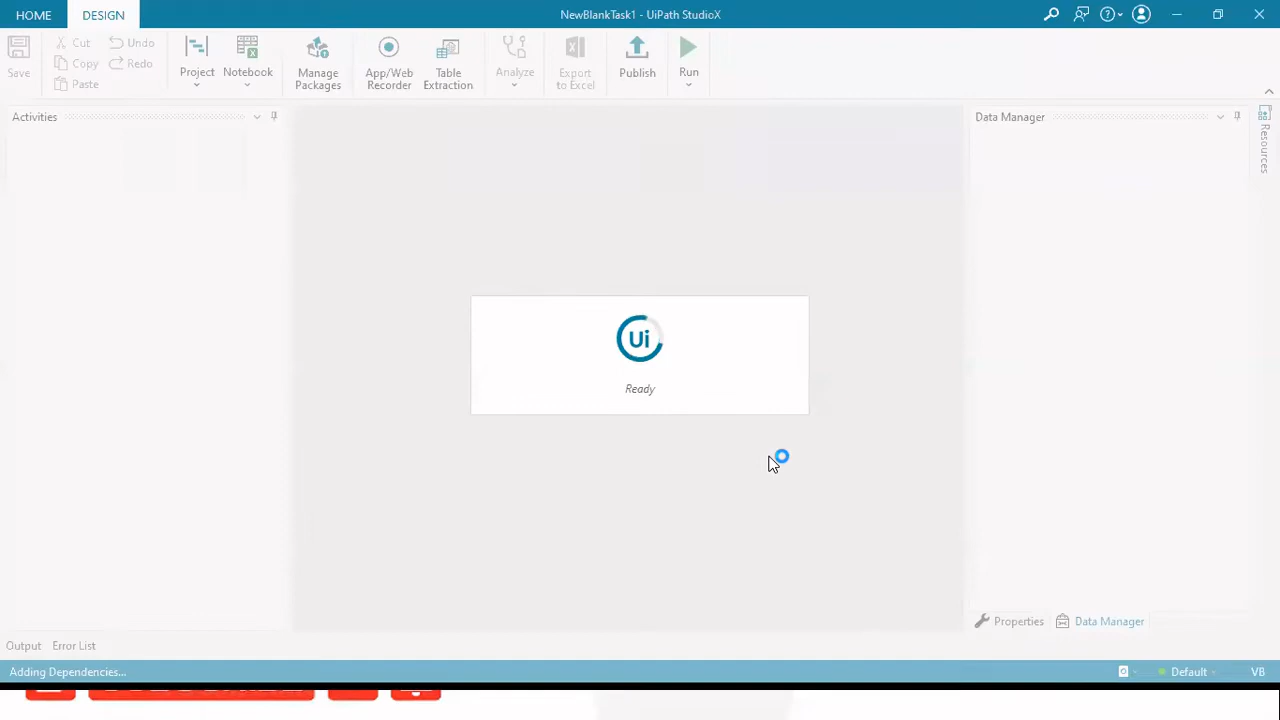 HOME
DESIGN
NewBlankTask1 - UiPath StudioX
Save
Cut
Copy
Paste
Undo
Redo
Project
Notebook
Manage
Packages
App/Web
Recorder
Table
Extraction
Analyze
Export
to Excel
Publish
Run
Activities
Data Manager
Resources
Ui
Ready
Properties
Data Manager
Output
Error List
Adding Dependencies...
Default
VB